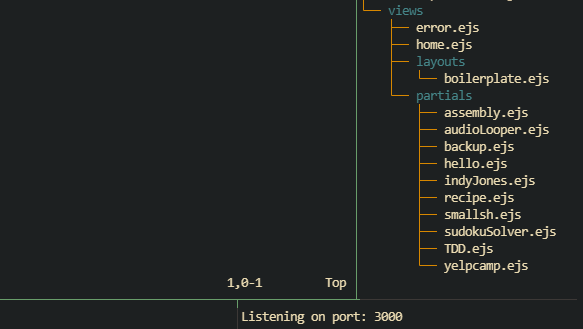 views
error.ejs
home.ejs
layouts
boilerplate.ejs
partials
assembly.ejs
audioLooper.ejs
backup.ejs
hello.ejs
indyJones.ejs
recipe.ejs
smallsh.ejs
sudokuSolver.ejs
TDD.ejs
yelpcamp.ejs
1,0-1 Top
Listening on port: 3000